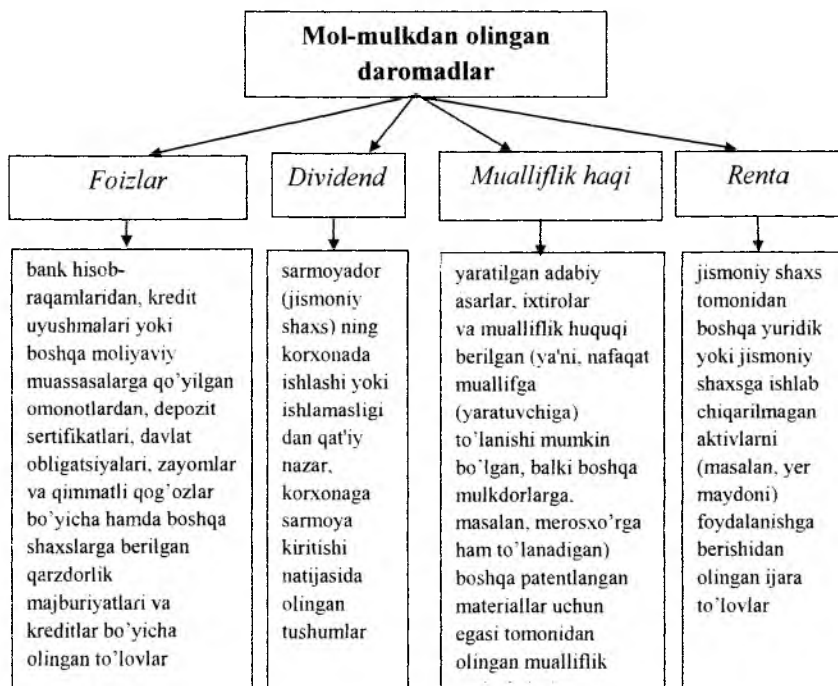 Mol-mulkdan olingan
daromadlar
Foizlar
Dividend
Mualliflik haqi
Renta
bank hisob-
raqamlaridan, kredit
uyushmalari yoki
boshqa moliyaviy
muassasalarga qo'yilgan
omonotlardan, depozit
sertifikatlari, davlat
obligatsiyalari, zayomlar
va qimmatli qog'ozlar
bo'yicha hamda boshqa
shaxslarga berilgan
qarzdorlik
majburiyatlari va
kreditlar bo'yicha
olingan to'lovlar
sarmoyador
(jismoniy
shaxs) ning
korxonada
ishlashi yoki
ishlamasligi
dan qat'iy
nazar,
korxonaga
sarmoya
kiritishi
natijasida
olingan
tushumlar
yaratilgan adabiy
asarlar, ixtirolar
va mualliflik huquqi
berilgan (ya'ni, nafaqat
muallifga
(yaratuvchiga)
to'lanishi mumkin
bo'lgan, balki boshqa
mulkdorlarga,
masalan, merosxo'rga
ham to'lanadigan)
boshqa patentlangan
materiallar uchun
egasi tomonidan
olingan mualliflik
jismoniy shaxs
tomonidan
boshqa yuridik
yoki jismoniy
shaxsga ishlab
chiqarilmagan
aktivlarni
(masalan, yer
maydoni)
foydalanishga
berishidan
olingan ijara
to'lovlar